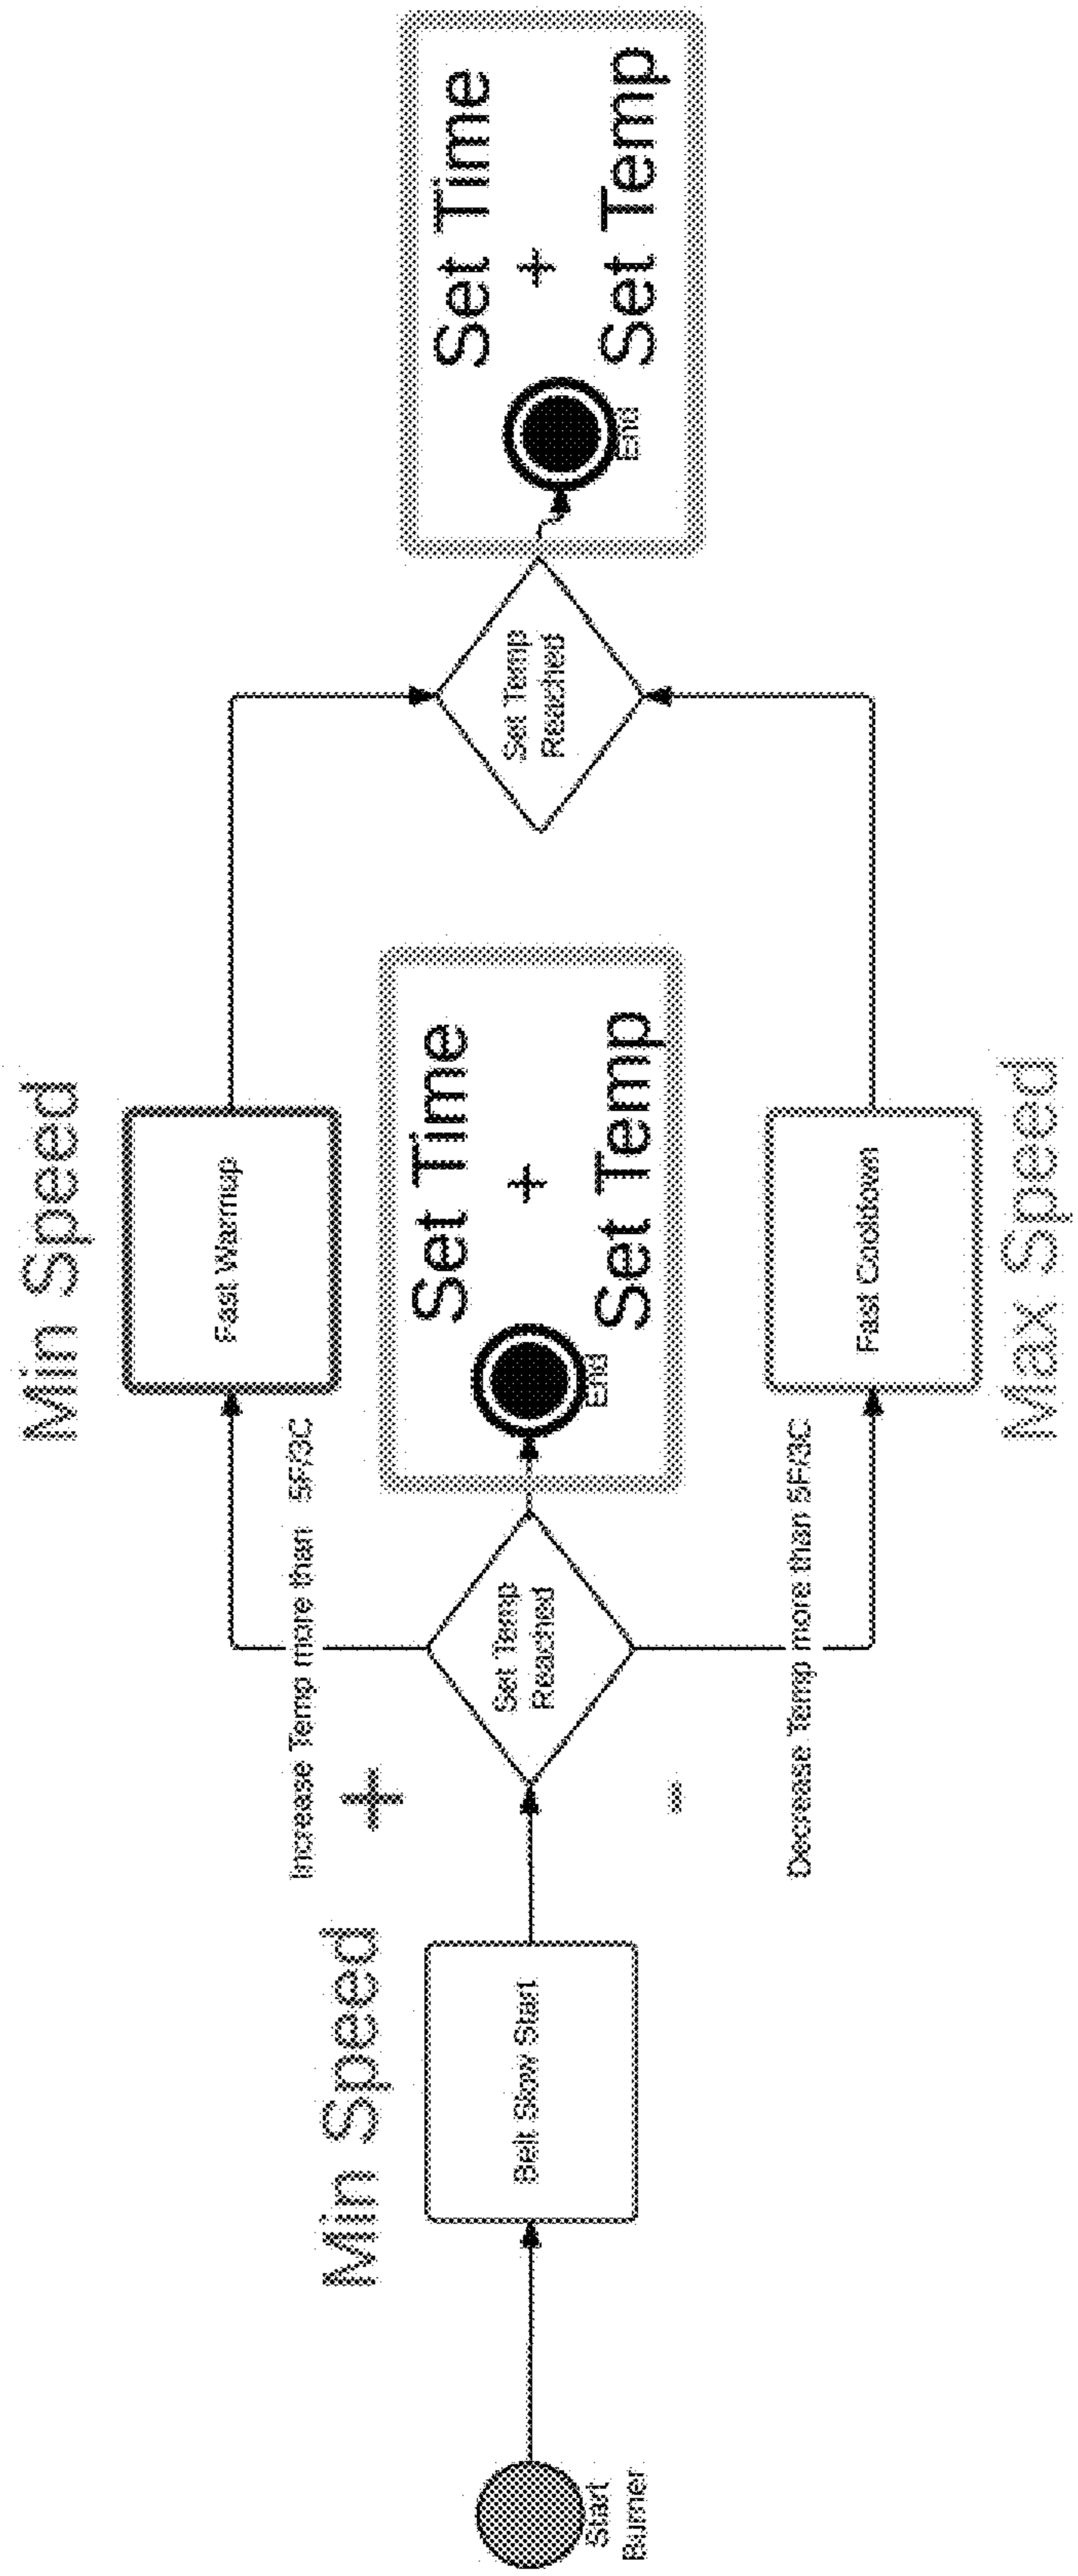 Start
Burner
Min Speed
Belt Slow Start
+
-
Increase Temp more than 5F/3C
Decrease Temp more than 5F/3C
Set Temp
Reached
Min Speed
Fast Warmup
End
Set Time
+
Set Temp
Fast Cooldown
Max Speed
Set Temp
Reached
End
Set Time
+
Set Temp